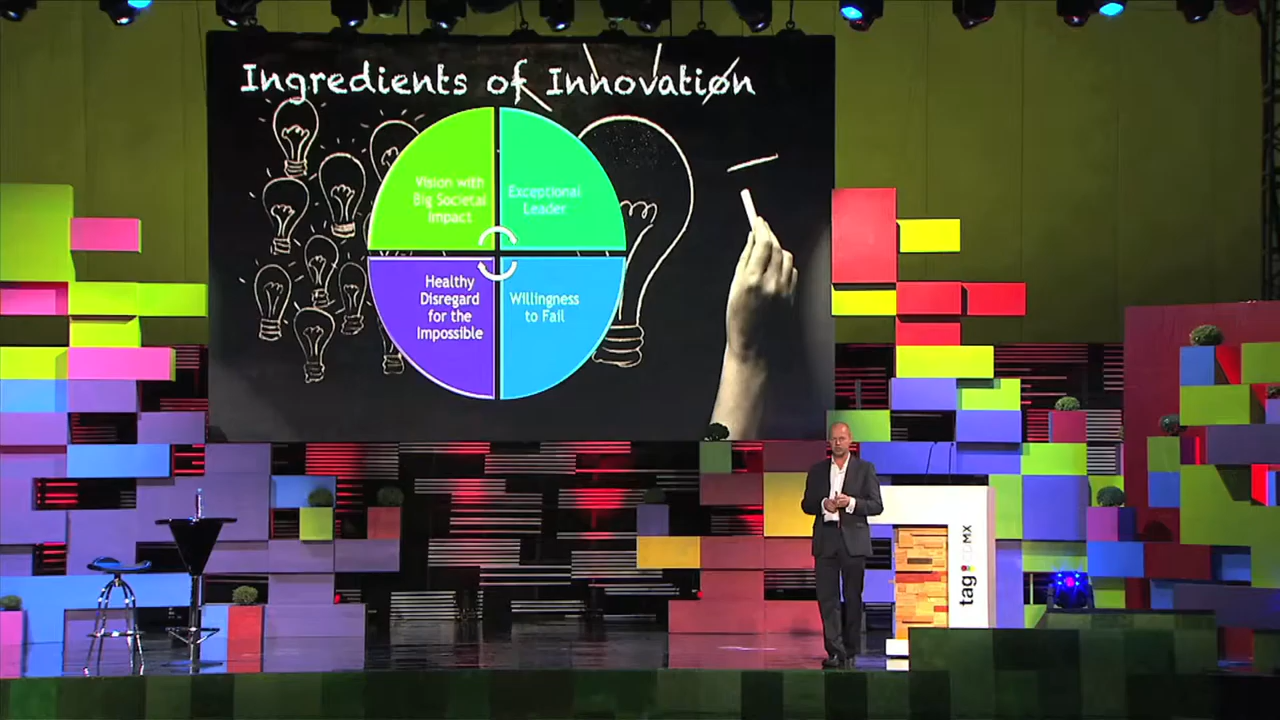 Ingredients of Innovation
Vision with
Big Societal
Impact
Exceptional
Leader
Healthy
Disregard
for the
Impossible
Willingness
to Fail
tag CDMX